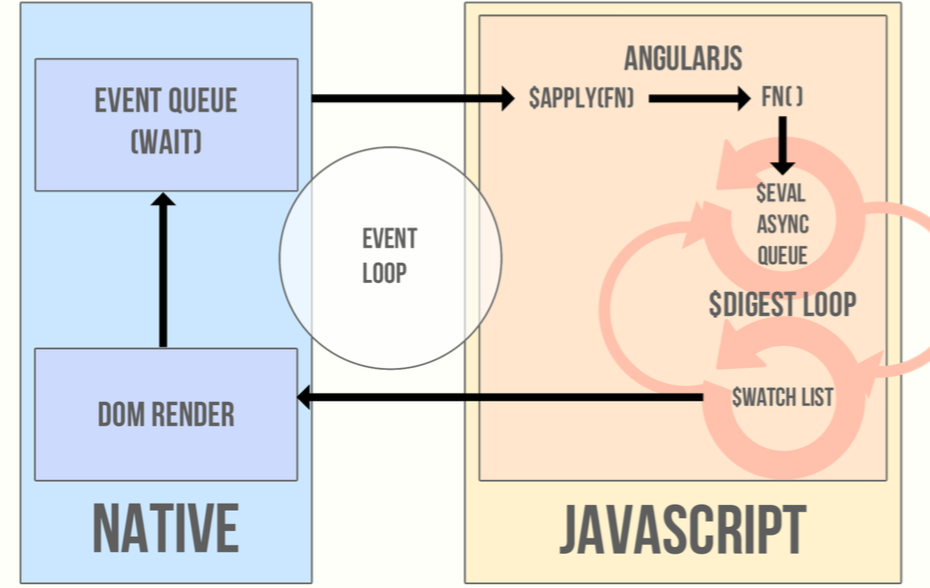 EVENT QUEUE
(WAIT)
DOM RENDER
NATIVE
EVENT
LOOP
ANGULARJS
$APPLY(FN)
FN( )
$EVAL
ASYNC
QUEUE
$DIGEST LOOP
$WATCH LIST
JAVASCRIPT